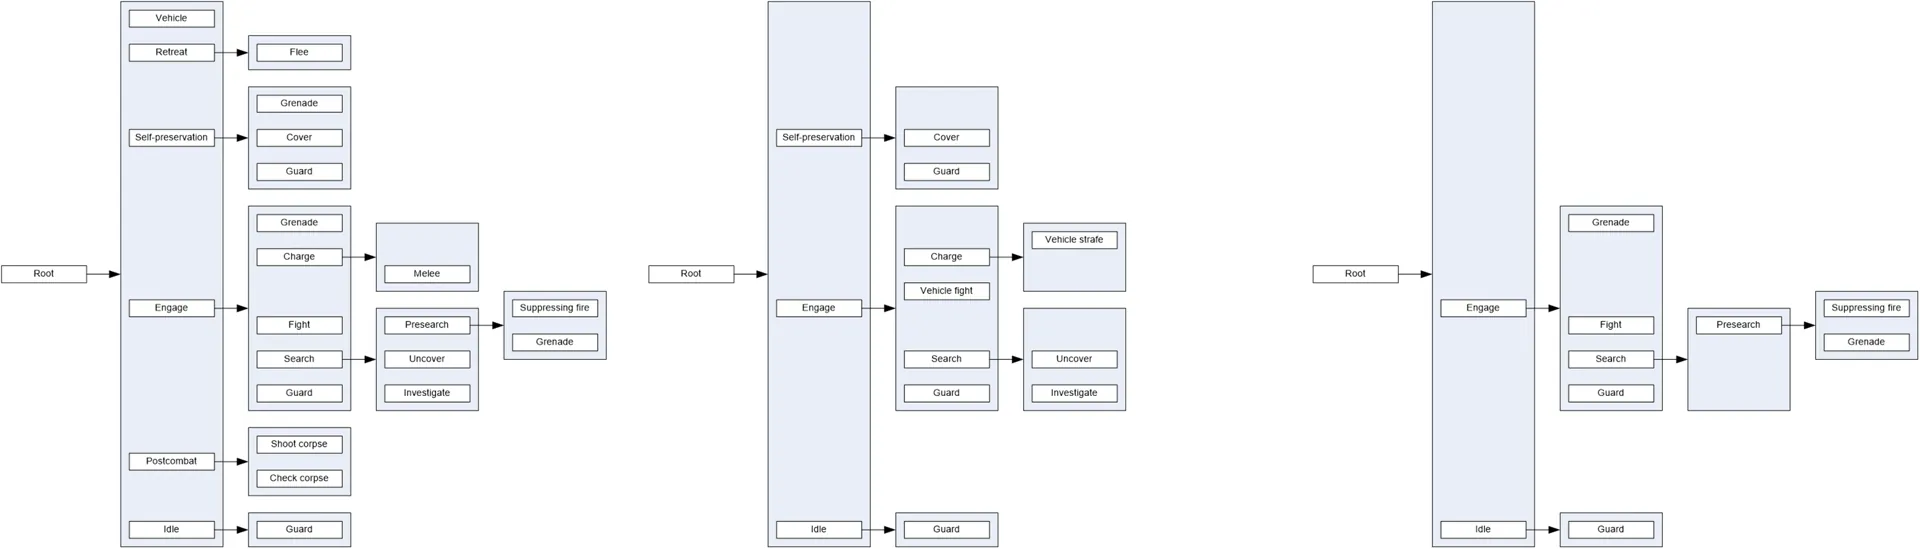 Vehicle
Retreat
Flee
Grenade
Self-preservation
Cover
Guard
Grenade
Charge
Melee
Root
Engage
Fight
Presearch
Suppressing fire
Search
Uncover
Grenade
Guard
Investigate
Shoot corpse
Postcombat
Check corpse
Idle
Guard
Self-preservation
Cover
Guard
Vehicle strafe
Charge
Root
Vehicle fight
Engage
Search
Uncover
Guard
Investigate
Idle
Guard
Grenade
Root
Engage
Fight
Presearch
Suppressing fire
Search
Grenade
Guard
Idle
Guard